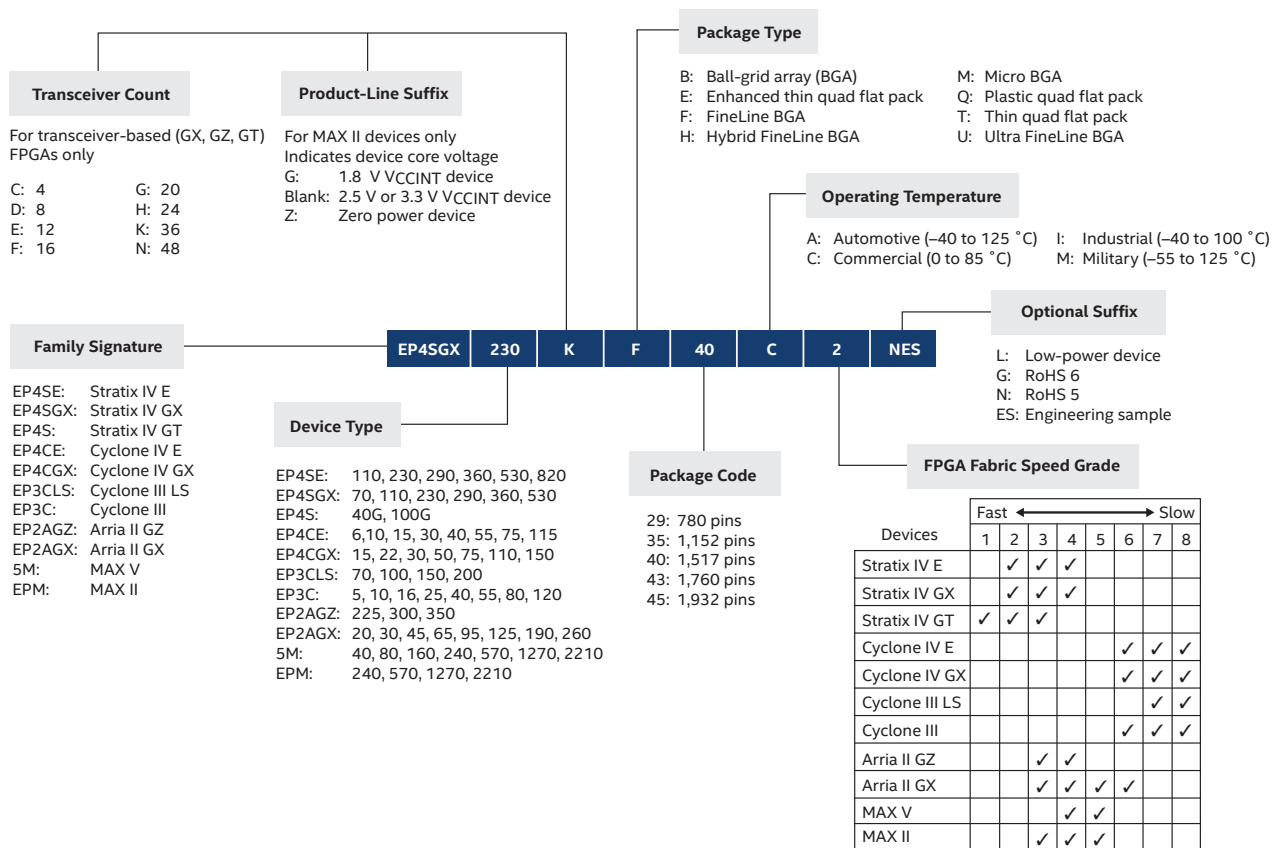 Package Type
B: Ball-grid array (BGA)
E: Enhanced thin quad flat pack
F: FineLine BGA
H: Hybrid FineLine BGA
M: Micro BGA
Q: Plastic quad flat pack
T: Thin quad flat pack
U: Ultra FineLine BGA
Transceiver Count
For transceiver-based (GX, GZ, GT)
FPGAs only
C: 4
D: 8
E: 12
F: 16
G: 20
H: 24
K: 36
N: 48
Product-Line Suffix
For MAX II devices only
Indicates device core voltage
G: 1.8 V VCCINT device
Blank: 2.5 V or 3.3 V VCCINT device
Z: Zero power device
Operating Temperature
A: Automotive (–40 to 125 ˚C)
C: Commercial (0 to 85 ˚C)
I: Industrial (–40 to 100 ˚C)
M: Military (–55 to 125 ˚C)
Optional Suffix
L: Low-power device
G: RoHS 6
N: RoHS 5
ES: Engineering sample
EP4SGX 230 K F 40 C 2 NES
Family Signature
EP4SE: Stratix IV E
EP4SGX: Stratix IV GX
EP4S: Stratix IV GT
EP4CE: Cyclone IV E
EP4CGX: Cyclone IV GX
EP3CLS: Cyclone III LS
EP3C: Cyclone III
EP2AGZ: Arria II GZ
EP2AGX: Arria II GX
5M: MAX V
EPM: MAX II
Device Type
EP4SE: 110, 230, 290, 360, 530, 820
EP4SGX: 70, 110, 230, 290, 360, 530
EP4S: 40G, 100G
EP4CE: 6,10, 15, 30, 40, 55, 75, 115
EP4CGX: 15, 22, 30, 50, 75, 110, 150
EP3CLS: 70, 100, 150, 200
EP3C: 5, 10, 16, 25, 40, 55, 80, 120
EP2AGZ: 225, 300, 350
EP2AGX: 20, 30, 45, 65, 95, 125, 190, 260
5M: 40, 80, 160, 240, 570, 1270, 2210
EPM: 240, 570, 1270, 2210
Package Code
29: 780 pins
35: 1,152 pins
40: 1,517 pins
43: 1,760 pins
45: 1,932 pins
FPGA Fabric Speed Grade
Fast Slow
Devices 1 2 3 4 5 6 7 8
Stratix IV E ✓ ✓ ✓
Stratix IV GX ✓ ✓ ✓
Stratix IV GT ✓ ✓ ✓
Cyclone IV E ✓ ✓ ✓
Cyclone IV GX ✓ ✓ ✓
Cyclone III LS ✓ ✓
Cyclone III ✓ ✓ ✓
Arria II GZ ✓ ✓
Arria II GX ✓ ✓ ✓ ✓
MAX V ✓ ✓
MAX II ✓ ✓ ✓